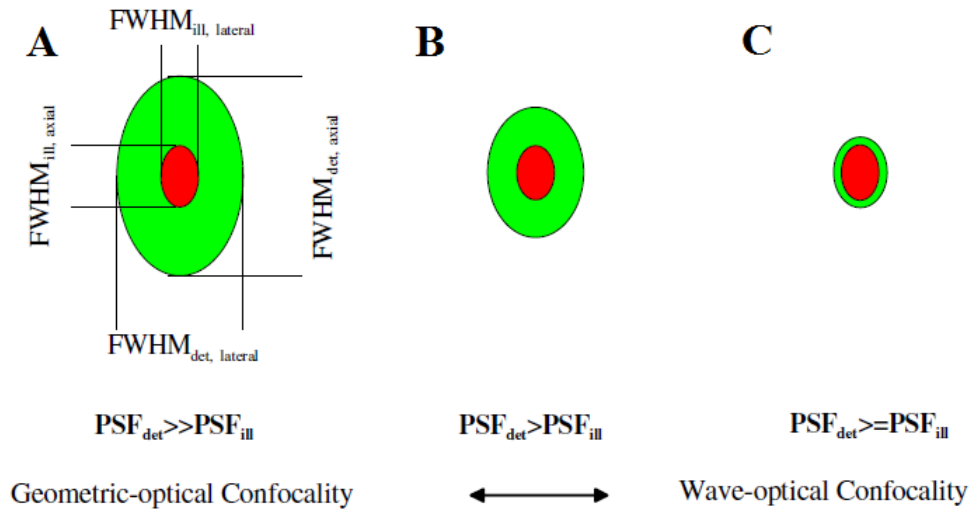 A
FWHMill, lateral
B
C
FWHMill, axial
FWHMdet, axial
FWHMdet, lateral
PSFdet>>PSFill
PSFdet>PSFill
PSFdet>=PSFill
Geometric-optical Confocality
Wave-optical Confocality